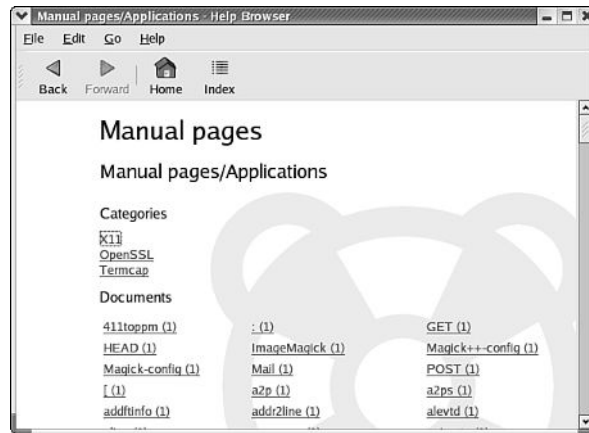 Manual pages/Applications - Help Browser
File Edit Go Help
Back Forward Home Index
Manual pages
Manual pages/Applications
Categories
X11
OpenSSL
Termcap
Documents
411toppm (1) : (1) GET (1)
HEAD (1) ImageMagick (1) Magick++-config (1)
Magick-config (1) Mail (1) POST (1)
[ (1) a2p (1) a2ps (1)
addftinfo (1) addr2line (1) alevtd (1)